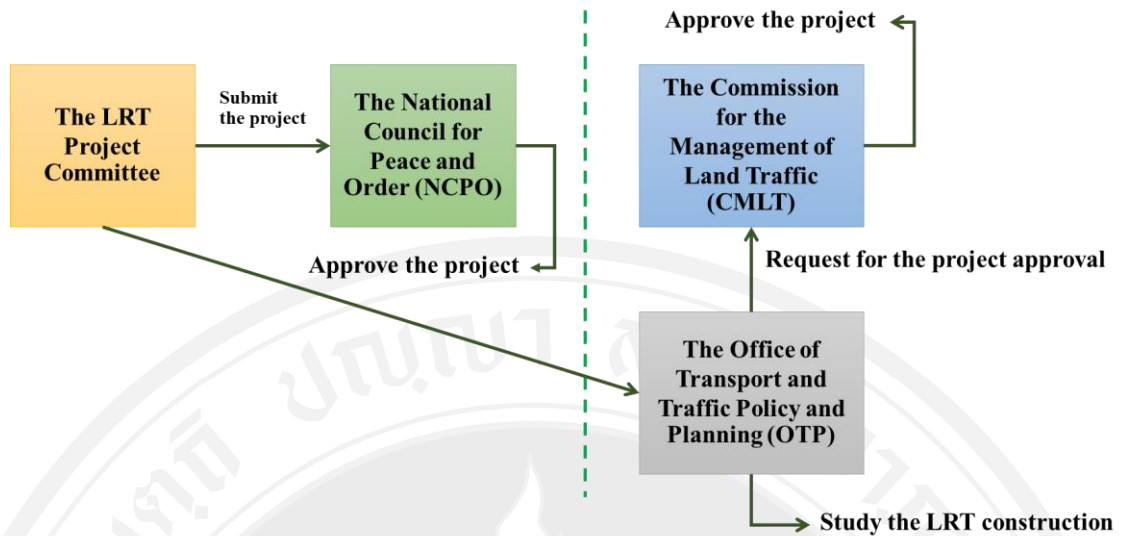 Approve the project
The LRT
Project
Committee
Submit
the project
The National
Council for
Peace and
Order (NCPO)
The Commission
for the
Management of
Land Traffic
(CMLT)
Approve the project
Request for the project approval
The Office of
Transport and
Traffic Policy and
Planning (OTP)
Study the LRT construction